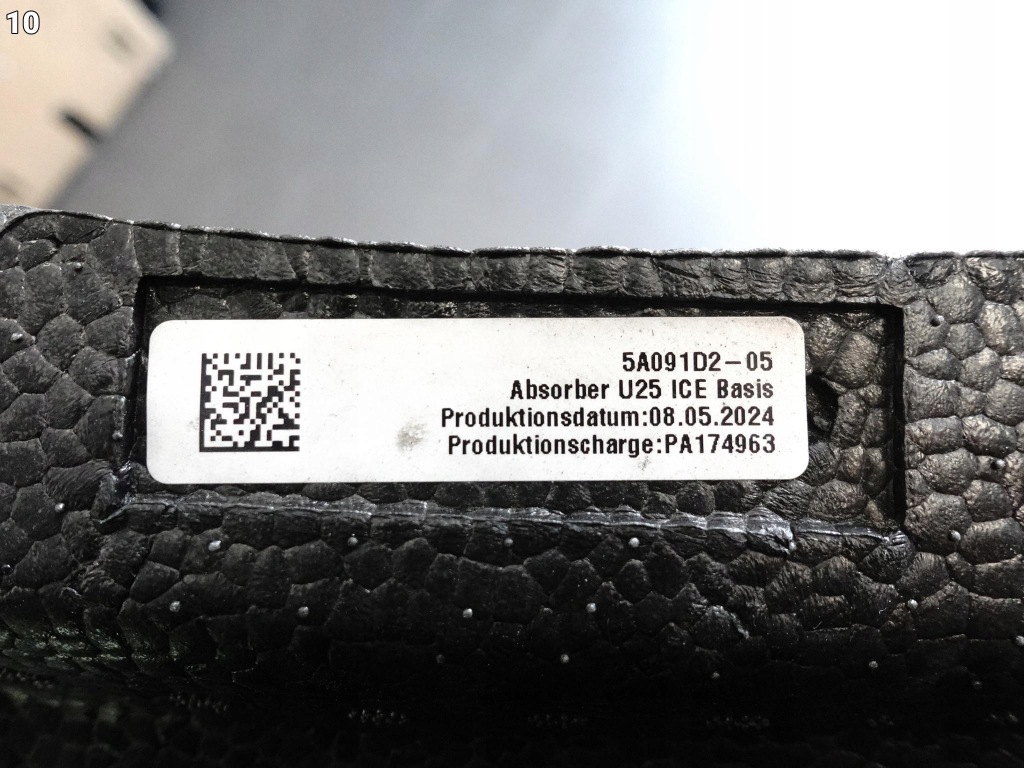 10
5A091D2-05
Absorber U25 ICE Basis
Produktionsdatum:08.05.2024
Produktionscharge:PA174963